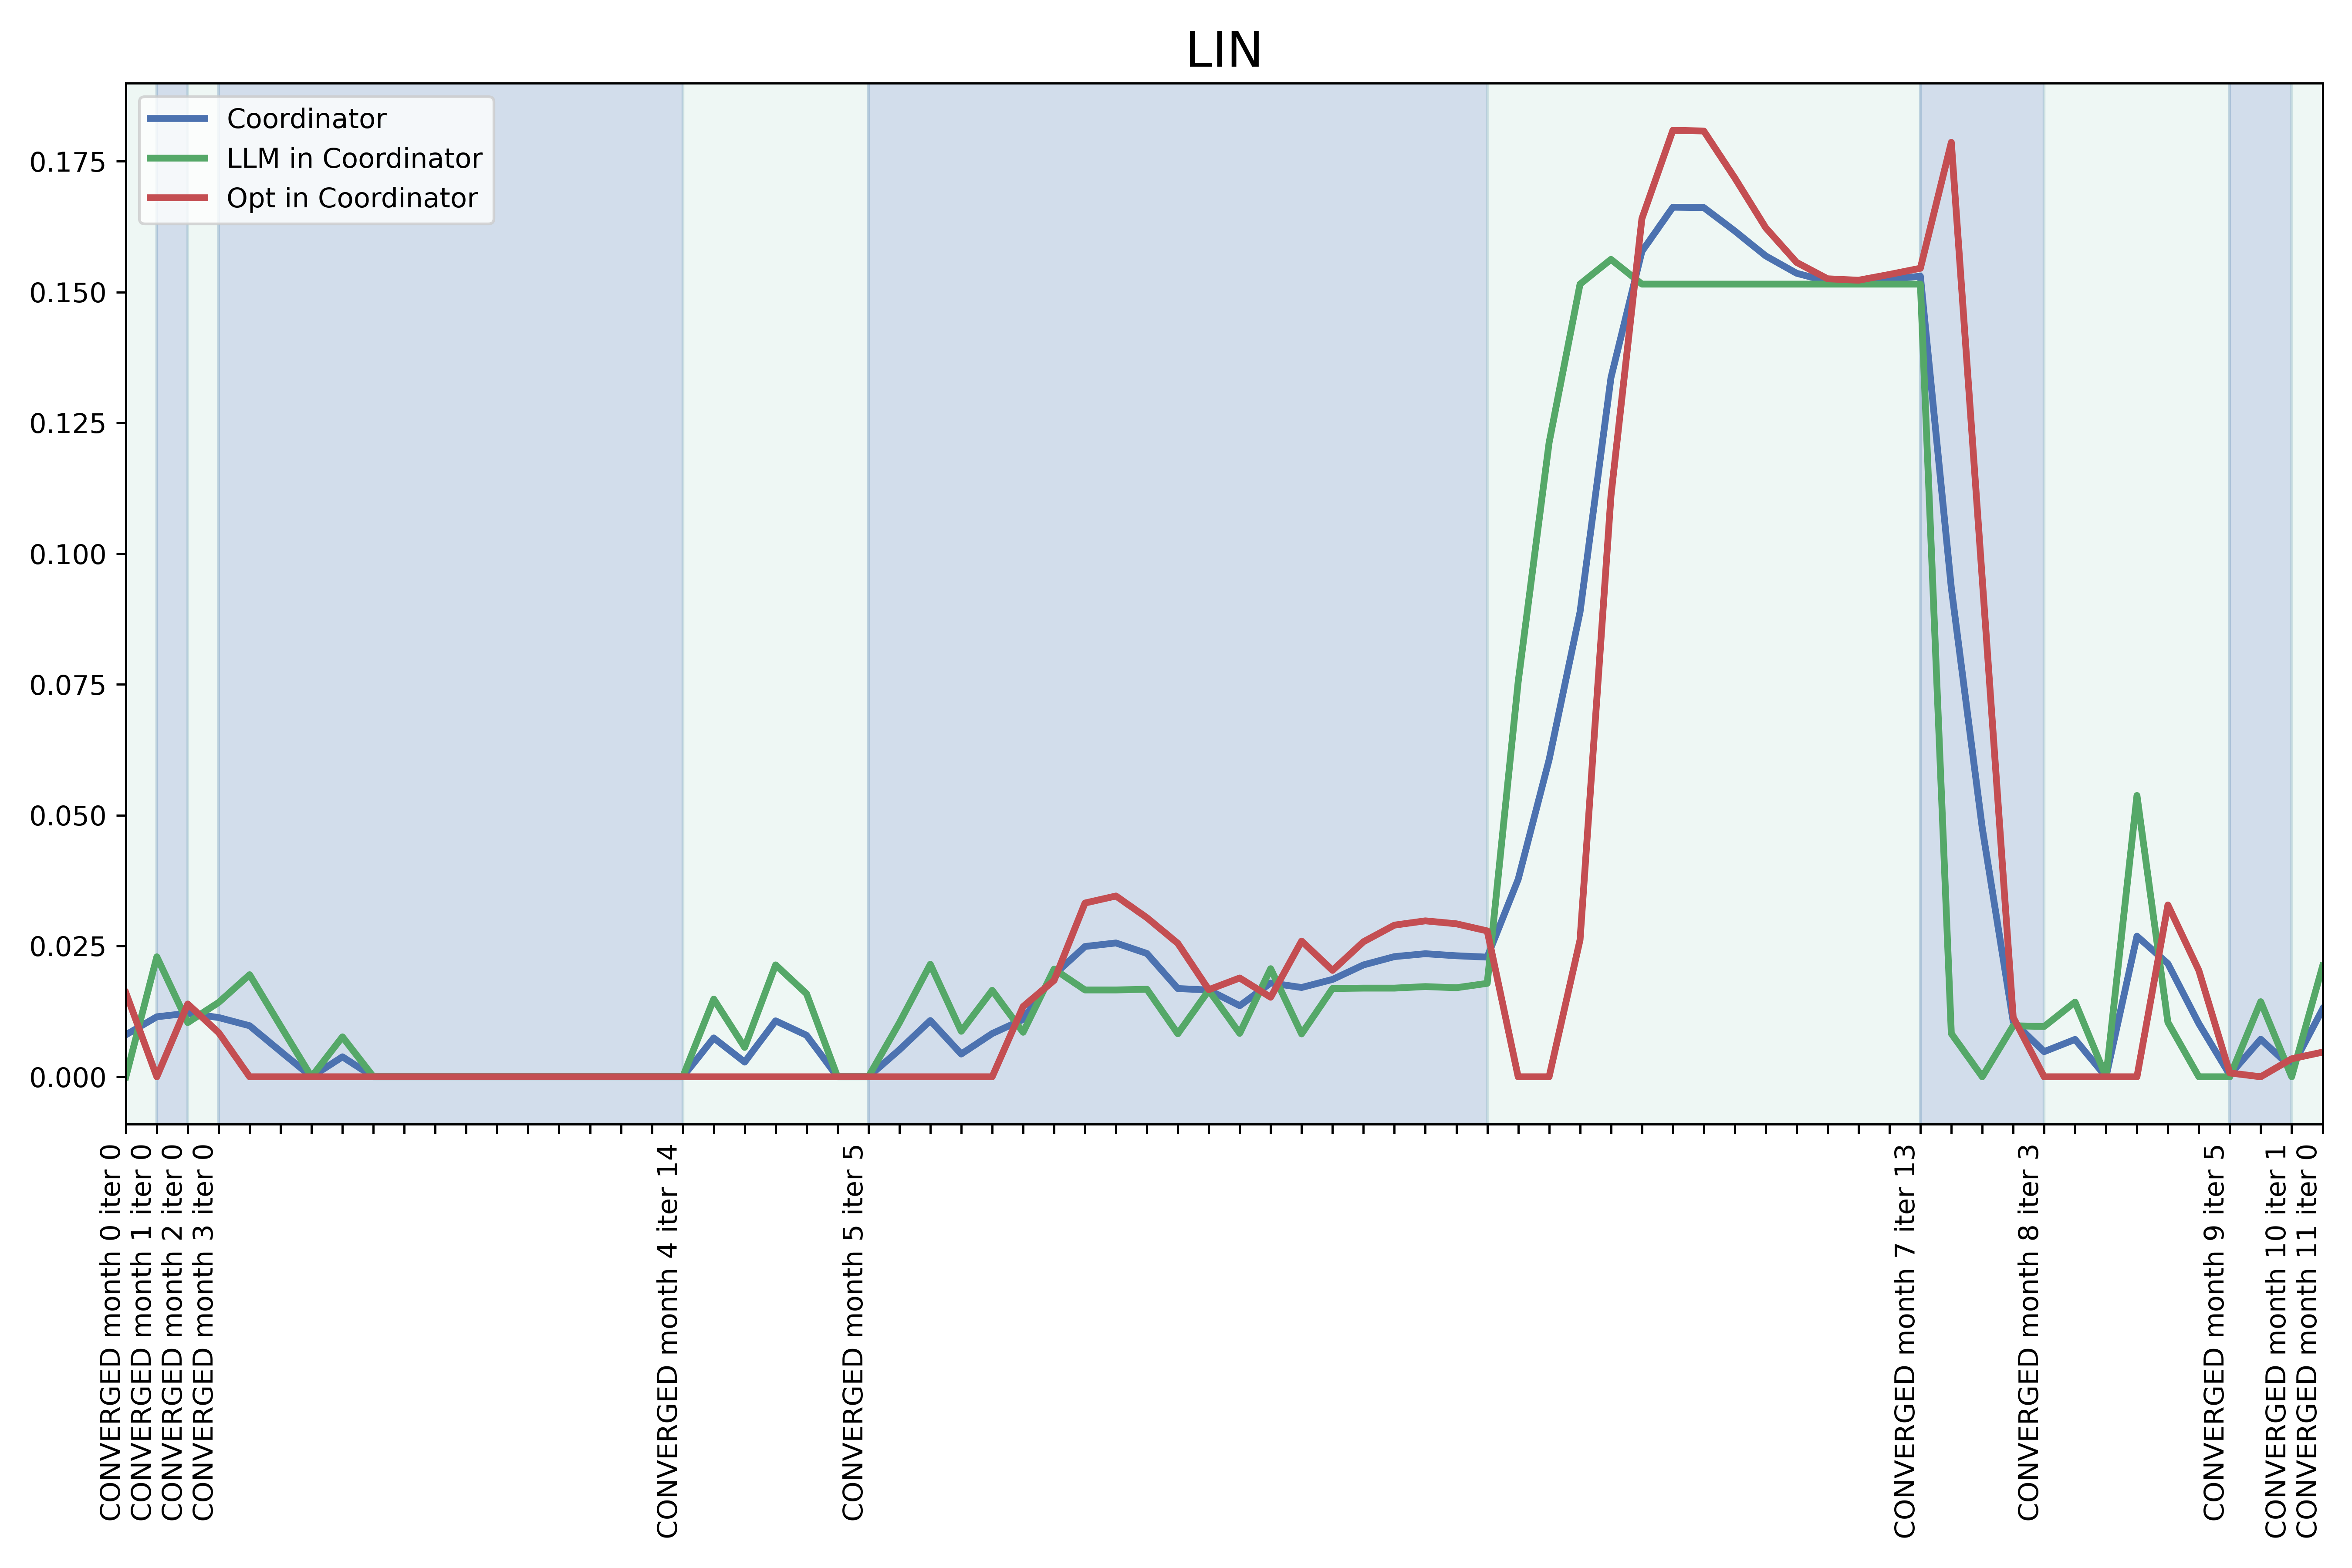 LIN
Coordinator
LLM in Coordinator
Opt in Coordinator
0.175
0.150
0.125
0.100
0.075
0.050
0.025
0.000
CONVERGED month 0 iter 0
CONVERGED month 1 iter 0
CONVERGED month 2 iter 0
CONVERGED month 3 iter 0
CONVERGED month 4 iter 14
CONVERGED month 5 iter 5
CONVERGED month 7 iter 13
CONVERGED month 8 iter 3
CONVERGED month 9 iter 5
CONVERGED month 10 iter 1
CONVERGED month 11 iter 0